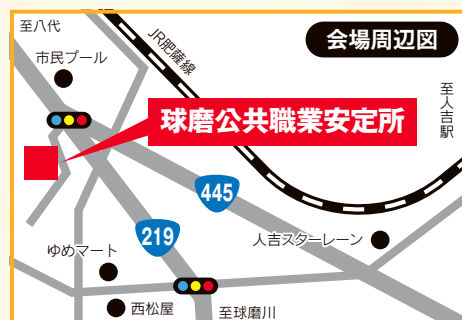 至八代
会場周辺図
JR肥薩線
市民プール
至人吉駅
球磨公共職業安定所
445
219
人吉スターレーン
ゆめマート
西松屋
至球磨川